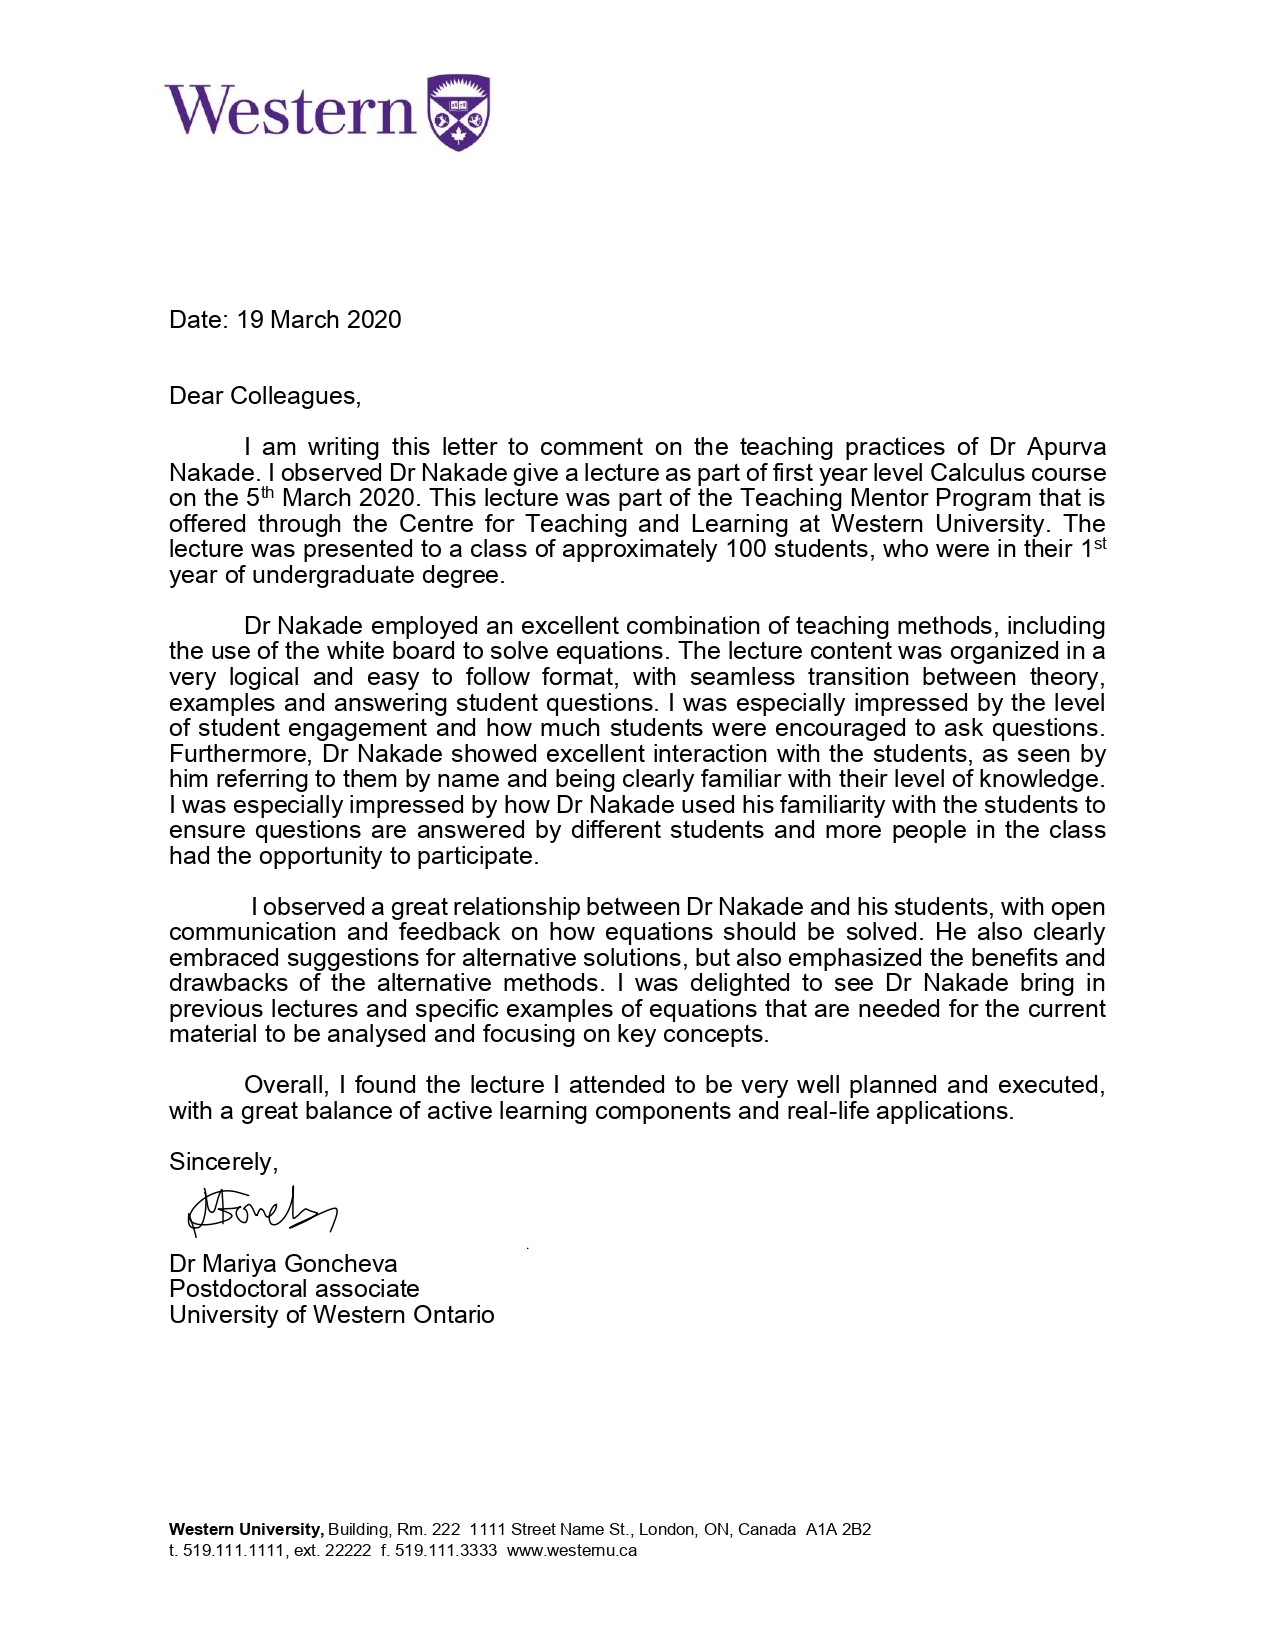 Western
Date: 19 March 2020
Dear Colleagues,
I am writing this letter to comment on the teaching practices of Dr Apurva
Nakade. I observed Dr Nakade give a lecture as part of first year level Calculus course
on the 5th March 2020. This lecture was part of the Teaching Mentor Program that is
offered through the Centre for Teaching and Learning at Western University. The
lecture was presented to a class of approximately 100 students, who were in their 1st
year of undergraduate degree.
Dr Nakade employed an excellent combination of teaching methods, including
the use of the white board to solve equations. The lecture content was organized in a
very logical and easy to follow format, with seamless transition between theory,
examples and answering student questions. I was especially impressed by the level
of student engagement and how much students were encouraged to ask questions.
Furthermore, Dr Nakade showed excellent interaction with the students, as seen by
him referring to them by name and being clearly familiar with their level of knowledge.
I was especially impressed by how Dr Nakade used his familiarity with the students to
ensure questions are answered by different students and more people in the class
had the opportunity to participate.
I observed a great relationship between Dr Nakade and his students, with open
communication and feedback on how equations should be solved. He also clearly
embraced suggestions for alternative solutions, but also emphasized the benefits and
drawbacks of the alternative methods. I was delighted to see Dr Nakade bring in
previous lectures and specific examples of equations that are needed for the current
material to be analysed and focusing on key concepts.
Overall, I found the lecture I attended to be very well planned and executed,
with a great balance of active learning components and real-life applications.
Sincerely,
Dr Mariya Goncheva
Postdoctoral associate
University of Western Ontario
Western University, Building, Rm. 222 1111 Street Name St., London, ON, Canada A1A 2B2
t. 519.111.1111, ext. 22222 f. 519.111.3333 www.westernu.ca